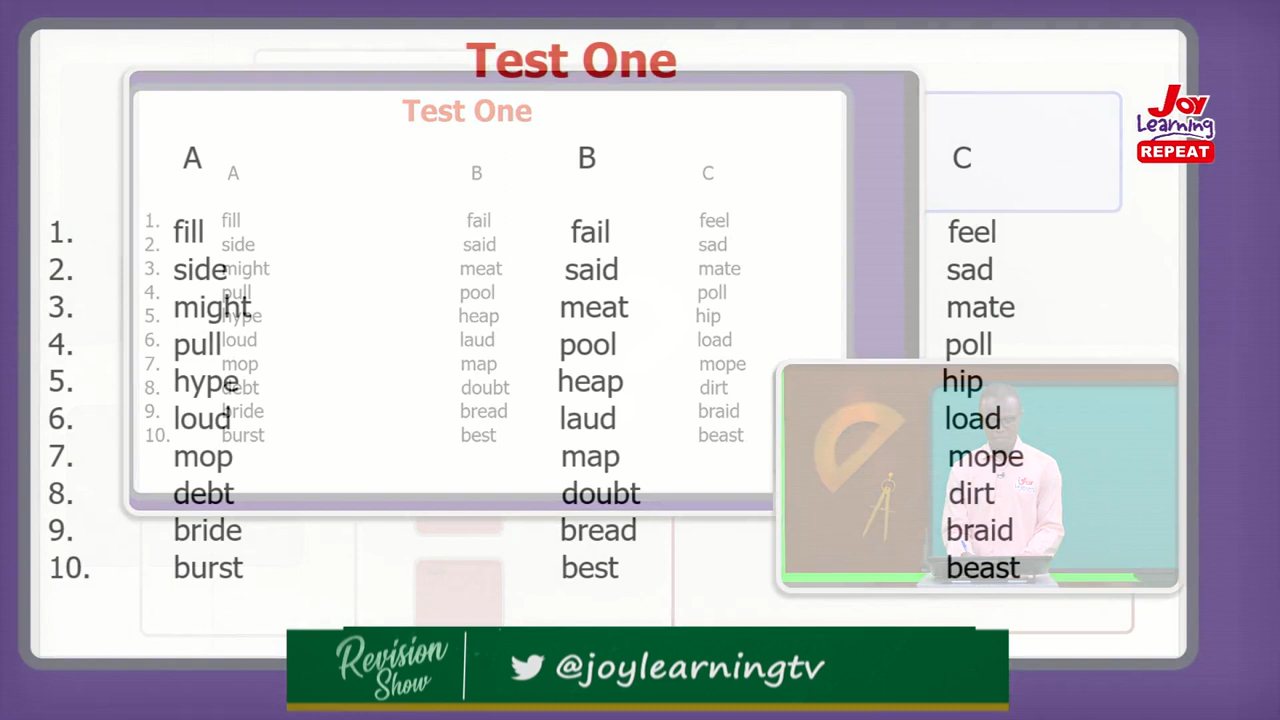 Test One
A B C
1. fill fail feel
2. side said sad
3. might meat mate
4. pull pool poll
5. hype heap hip
6. loud laud load
7. mop map mope
8. debt doubt dirt
9. bride bread braid
10. burst best beast
Test One
A B C
1. fill fail feel
2. side said sad
3. might meat mate
4. pull pool poll
5. hype heap hip
6. loud laud load
7. mop map mope
8. debt doubt dirt
9. bride bread braid
10. burst best beast
Joy
Learning
REPEAT
Revision
Show
@joylearningtv